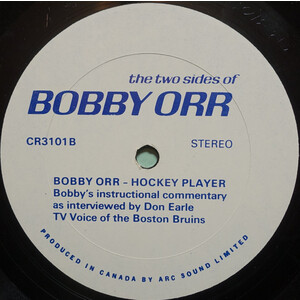 the two sides of
BOBBY ORR
CR3101B STEREO
BOBBY ORR – HOCKEY PLAYER
Bobby's instructional commentary
as interviewed by Don Earle
TV Voice of the Boston Bruins
PRODUCED IN CANADA BY ARC SOUND LIMITED